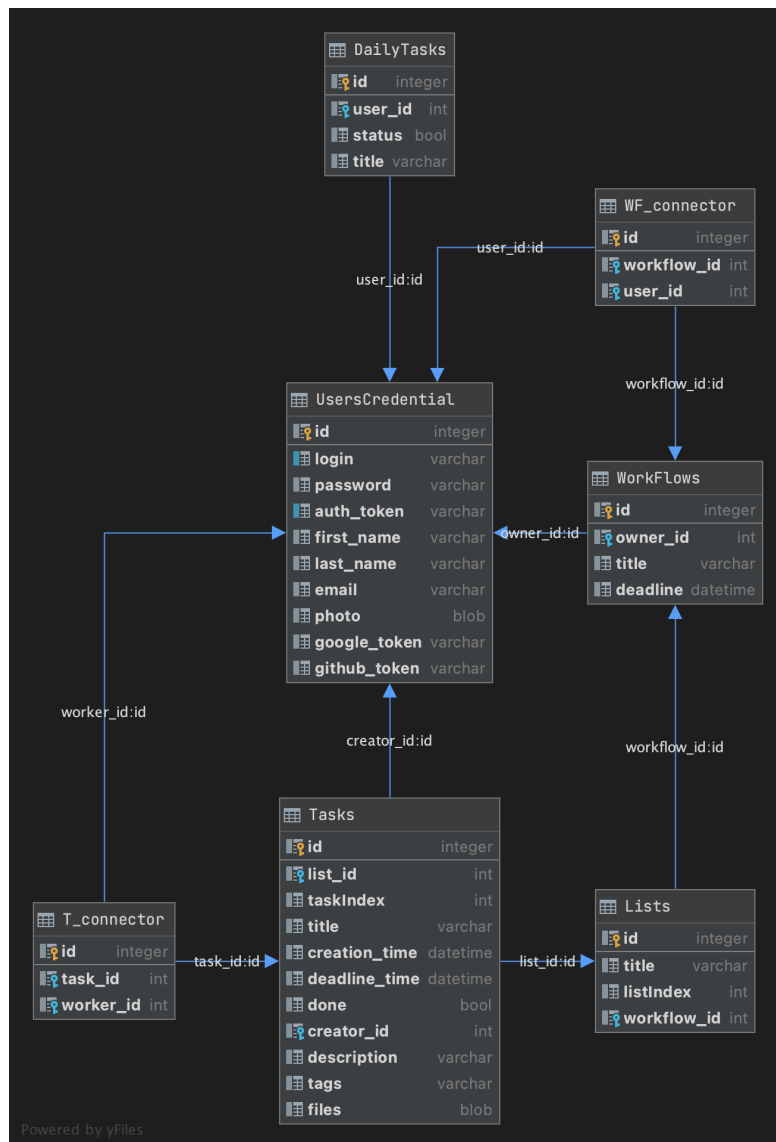 DailyTasks
id integer
user_id int
status bool
title varchar
WF_connector
id integer
workflow_id int
user_id int
user_id:id
user_id:id
workflow_id:id
UsersCredential
id integer
login varchar
password varchar
auth_token varchar
first_name varchar
last_name varchar
email varchar
photo blob
google_token varchar
github_token varchar
WorkFlows
id integer
owner_id int
title varchar
deadline datetime
owner_id:id
worker_id:id
creator_id:id
workflow_id:id
Tasks
id integer
list_id int
taskIndex int
title varchar
creation_time datetime
deadline_time datetime
done bool
creator_id int
description varchar
tags varchar
files blob
T_connector
id integer
task_id int
worker_id int
task_id:id
list_id:id
Lists
id integer
title varchar
listIndex int
workflow_id int
Powered by yFiles